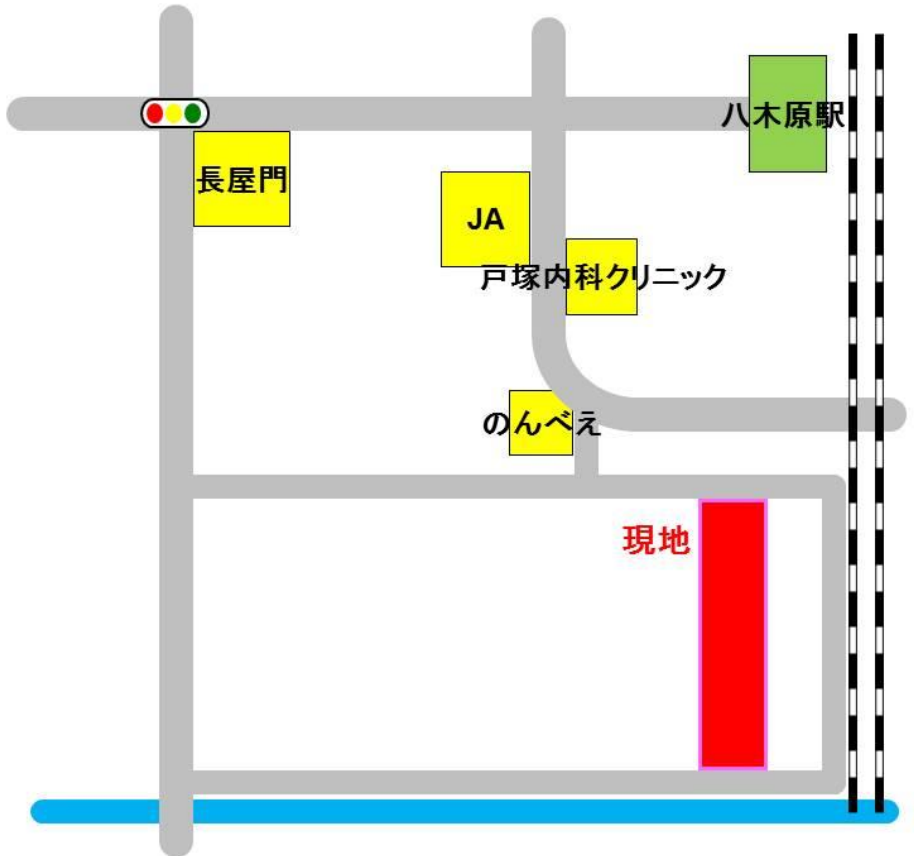 八木原駅
長屋門
JA
戸塚内科クリニック
のんべえ
現地